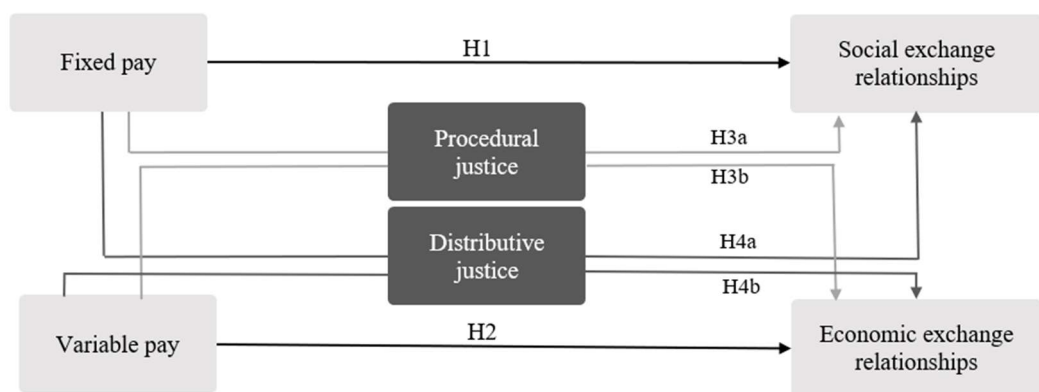 Fixed pay
H1
Social exchange
relationships
Procedural
justice
H3a
H3b
Distributive
justice
H4a
H4b
Variable pay
H2
Economic exchange
relationships